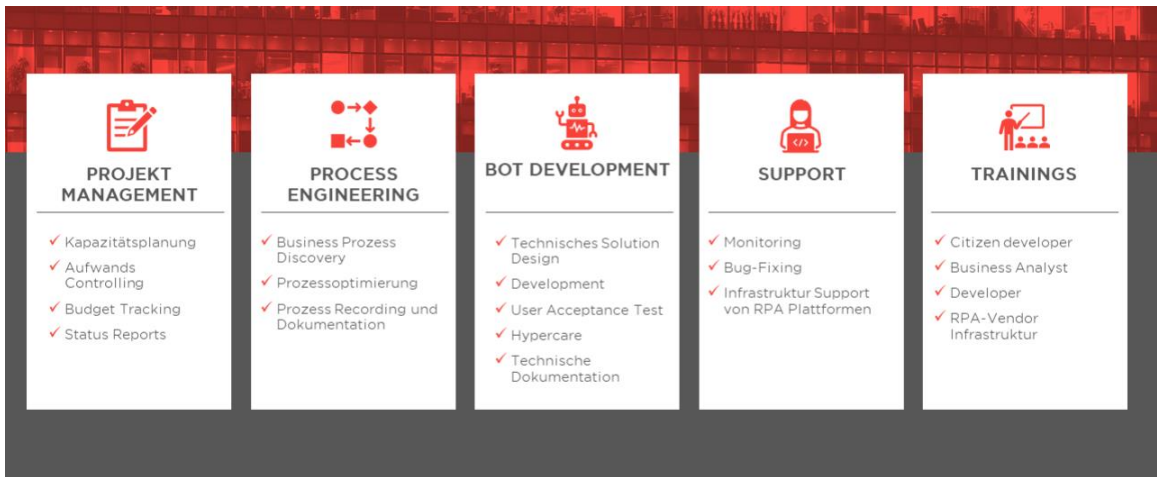 PROJEKT
MANAGEMENT
Kapazitätsplanung
Aufwands
Controlling
Budget Tracking
Status Reports
PROCESS
ENGINEERING
Business Prozess
Discovery
Prozessoptimierung
Prozess Recording und
Dokumentation
BOT DEVELOPMENT
Technisches Solution
Design
Development
User Acceptance Test
Hypercare
Technische
Dokumentation
SUPPORT
Monitoring
Bug-Fixing
Infrastruktur Support
von RPA Plattformen
TRAININGS
Citizen developer
Business Analyst
Developer
RPA-Vendor
Infrastruktur